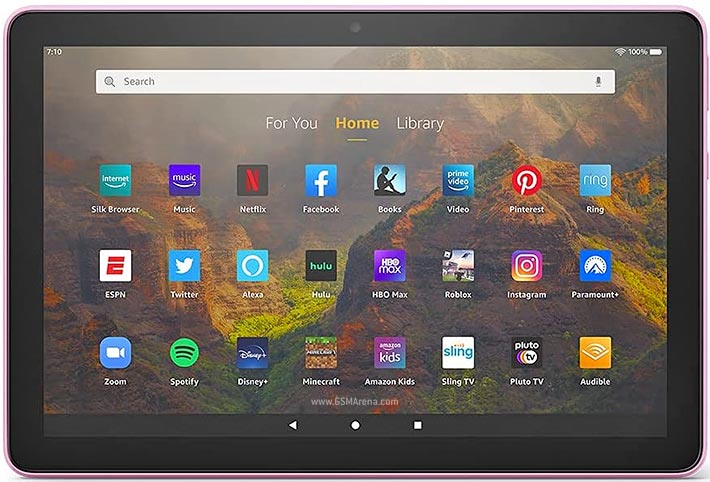 7:10
100%
Search
For You Home Library
internet
music
N
f
prime video
ring
Silk Browser Music Netflix Facebook Books Video Pinterest Ring
E
hulu
HBO max
ESPN Twitter Alexa Hulu HBO Max Roblox Instagram Paramount+
Disney+
MINECRAFT
amazon kids
sling
pluto tv
Zoom Spotify Disney+ Minecraft Amazon Kids Sling TV Pluto TV Audible
www.GSMArena.com